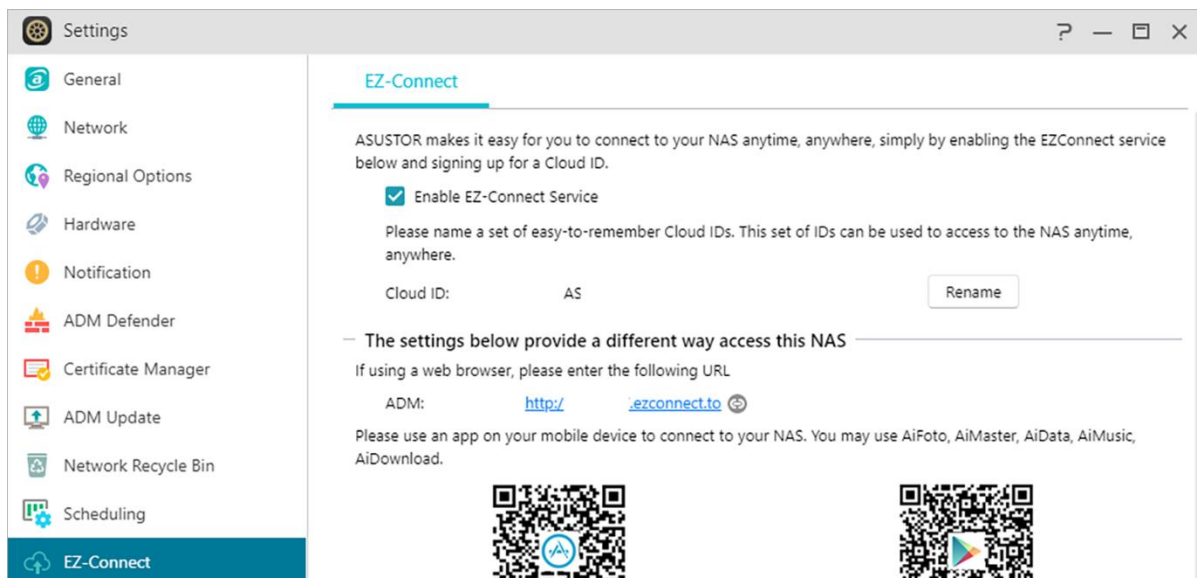 Settings
General
Network
Regional Options
Hardware
Notification
ADM Defender
Certificate Manager
ADM Update
Network Recycle Bin
Scheduling
EZ-Connect
EZ-Connect
ASUSTOR makes it easy for you to connect to your NAS anytime, anywhere, simply by enabling the EZConnect service
below and signing up for a Cloud ID.
Enable EZ-Connect Service
Please name a set of easy-to-remember Cloud IDs. This set of IDs can be used to access to the NAS anytime,
anywhere.
Cloud ID: AS Rename
The settings below provide a different way access this NAS
If using a web browser, please enter the following URL
ADM: http:/ .ezconnect.to
Please use an app on your mobile device to connect to your NAS. You may use AiFoto, AiMaster, AiData, AiMusic,
AiDownload.